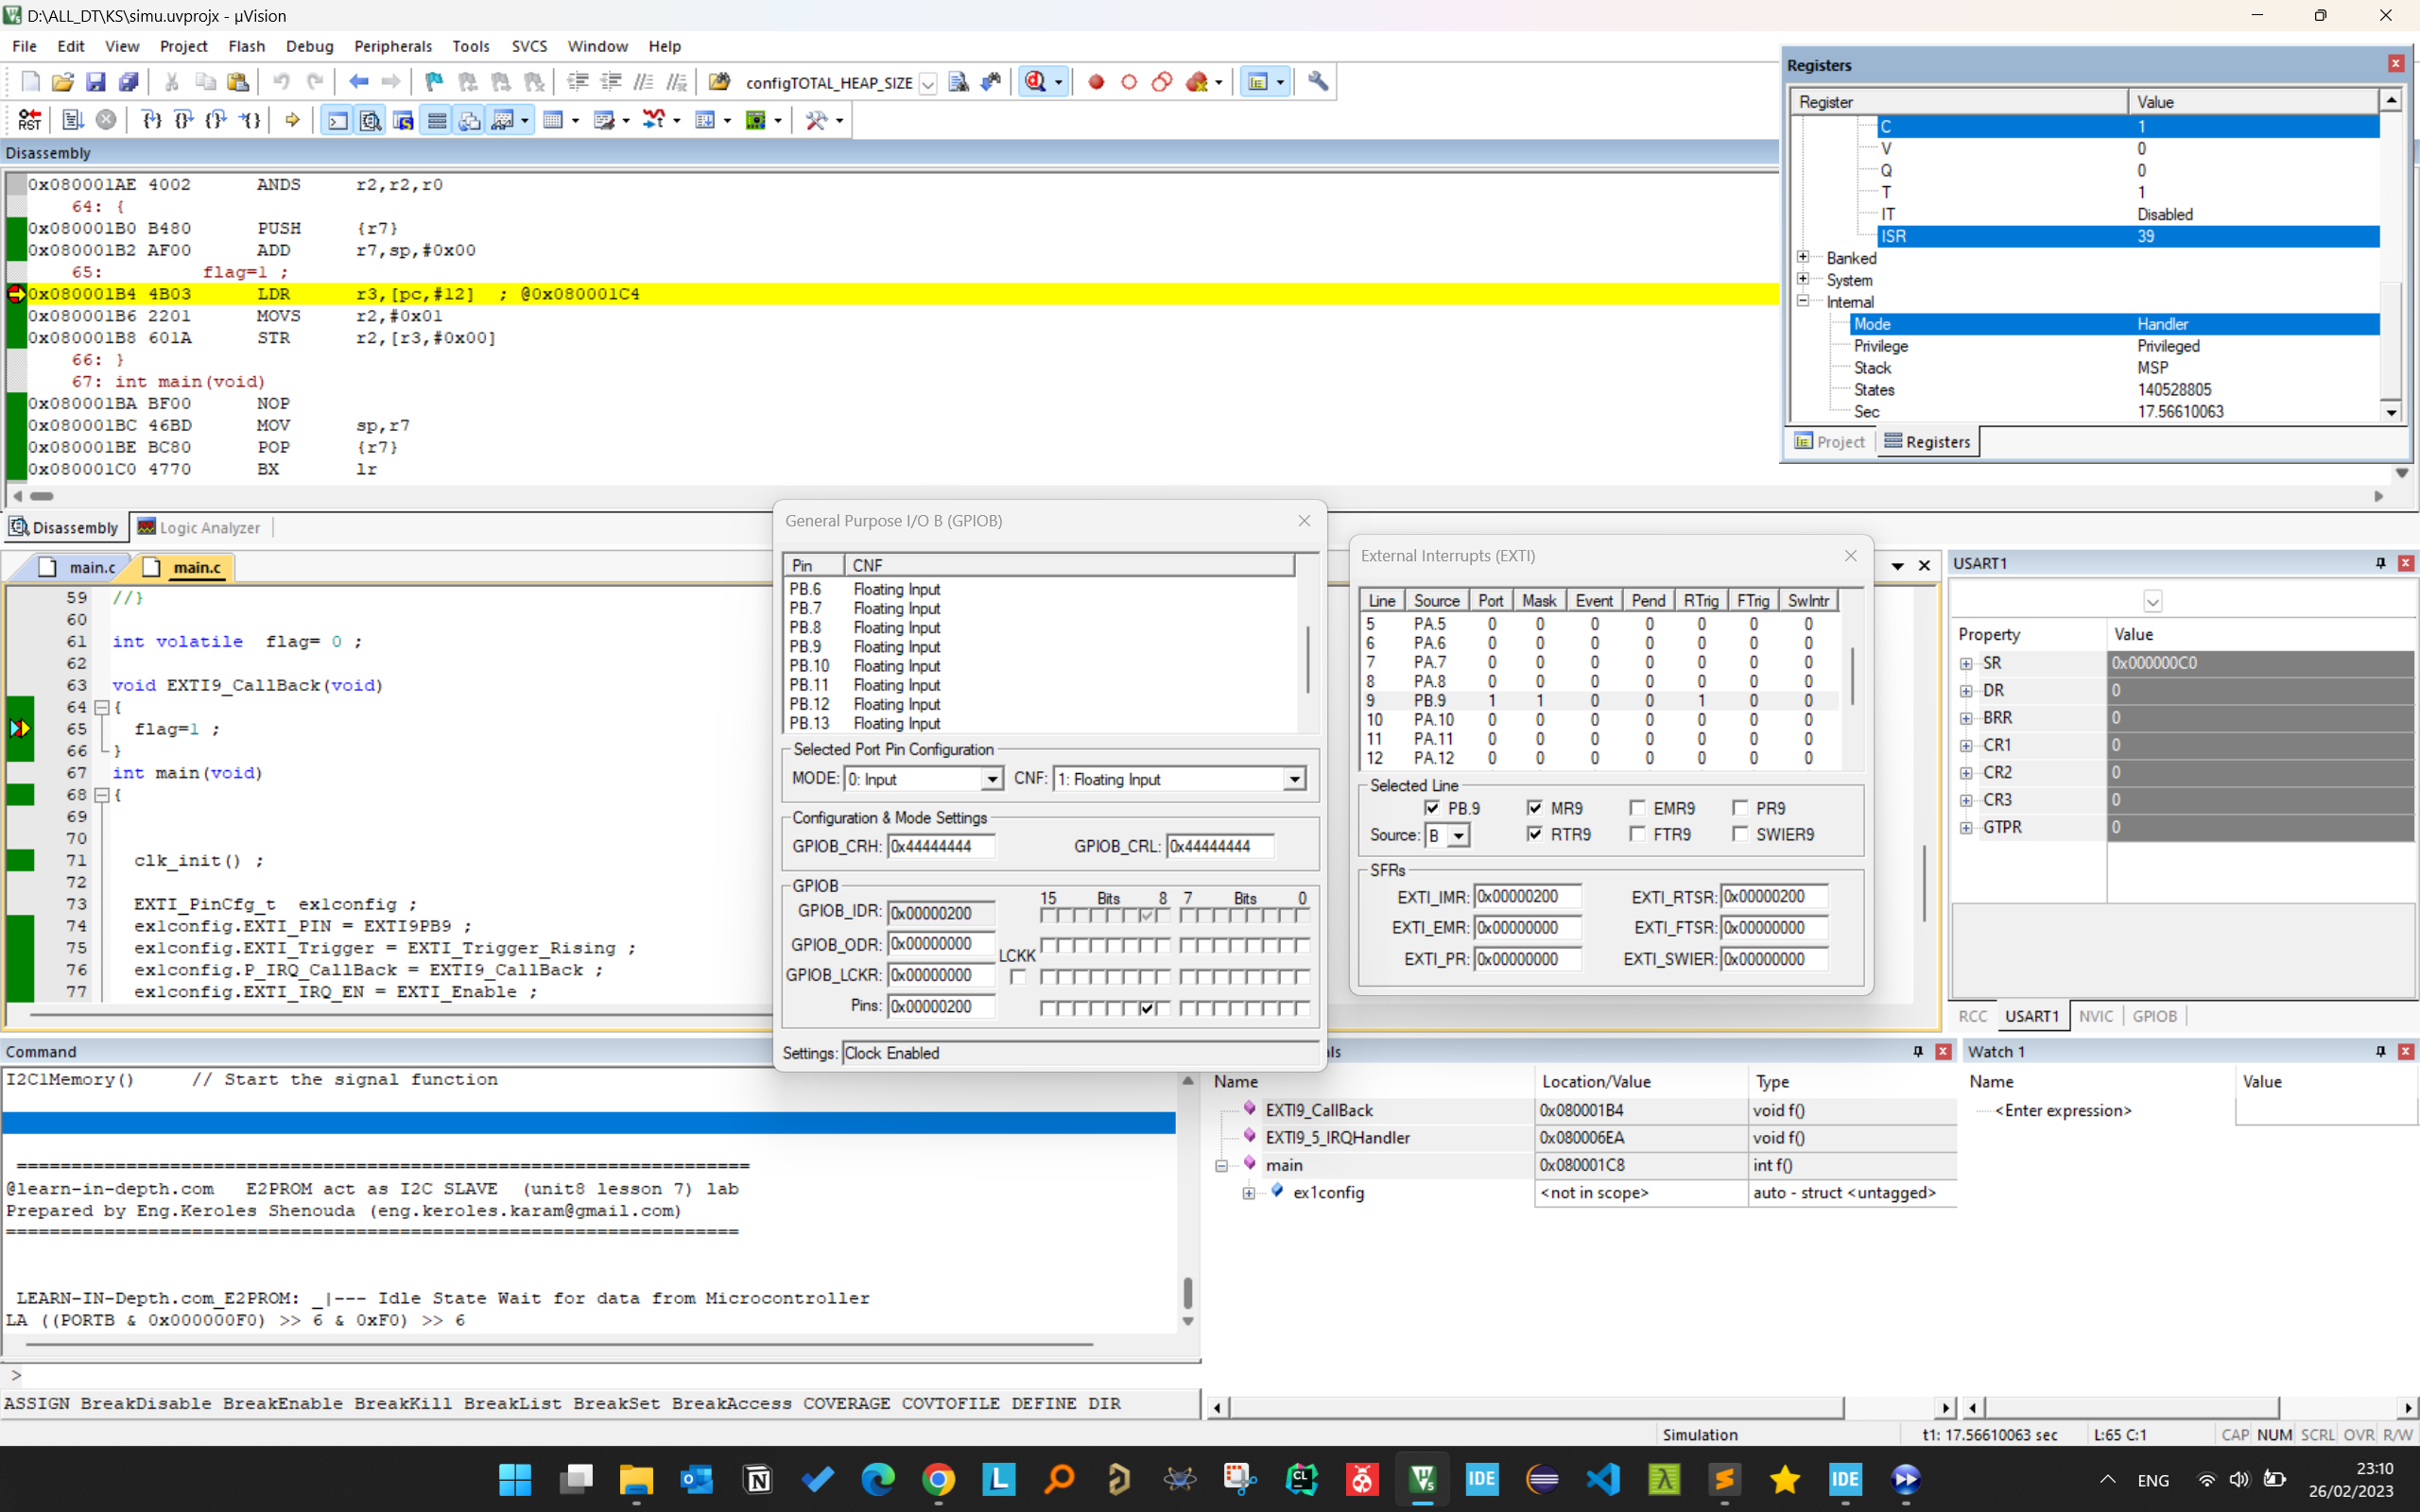 D:\ALL_DT\KS\simu.uvprojx - µVision
File Edit View Project Flash Debug Peripherals Tools SVCS Window Help
configTOTAL_HEAP_SIZE
RST
Disassembly
0x080001AE 4002 ANDS r2,r2,r0
64: {
0x080001B0 B480 PUSH {r7}
0x080001B2 AF00 ADD r7,sp,#0x00
65: flag=1 ;
0x080001B4 4B03 LDR r3,[pc,#12] ; @0x080001C4
0x080001B6 2201 MOVS r2,#0x01
0x080001B8 601A STR r2,[r3,#0x00]
66: }
67: int main(void)
0x080001BA BF00 NOP
0x080001BC 46BD MOV sp,r7
0x080001BE BC80 POP {r7}
0x080001C0 4770 BX lr
Disassembly Logic Analyzer
Registers
Register Value
C 1
V 0
Q 0
T 1
IT Disabled
ISR 39
Banked
System
Internal
Mode Handler
Privilege Privileged
Stack MSP
States 140528805
Sec 17.56610063
Project Registers
main.c main.c
59 //}
60
61 int volatile flag= 0 ;
62
63 void EXTI9_CallBack(void)
64 {
65 flag=1 ;
66 }
67 int main(void)
68 {
69
70
71 clk_init() ;
72
73 EXTI_PinCfg_t ex1config ;
74 ex1config.EXTI_PIN = EXTI9PB9 ;
75 ex1config.EXTI_Trigger = EXTI_Trigger_Rising ;
76 ex1config.P_IRQ_CallBack = EXTI9_CallBack ;
77 ex1config.EXTI_IRQ_EN = EXTI_Enable ;
General Purpose I/O B (GPIOB)
Pin CNF
PB.6 Floating Input
PB.7 Floating Input
PB.8 Floating Input
PB.9 Floating Input
PB.10 Floating Input
PB.11 Floating Input
PB.12 Floating Input
PB.13 Floating Input
Selected Port Pin Configuration
MODE: 0: Input CNF: 1: Floating Input
Configuration & Mode Settings
GPIOB_CRH: 0x44444444 GPIOB_CRL: 0x44444444
GPIOB
15 Bits 8 7 Bits 0
GPIOB_IDR: 0x00000200
GPIOB_ODR: 0x00000000
LCKK
GPIOB_LCKR: 0x00000000
Pins: 0x00000200
Settings: Clock Enabled
External Interrupts (EXTI)
Line Source Port Mask Event Pend RTrig FTrig SwIntr
5 PA.5 0 0 0 0 0 0 0
6 PA.6 0 0 0 0 0 0 0
7 PA.7 0 0 0 0 0 0 0
8 PA.8 0 0 0 0 0 0 0
9 PB.9 1 1 0 0 1 0 0
10 PA.10 0 0 0 0 0 0 0
11 PA.11 0 0 0 0 0 0 0
12 PA.12 0 0 0 0 0 0 0
Selected Line
PB.9 MR9 EMR9 PR9
Source: B RTR9 FTR9 SWIER9
SFRs
EXTI_IMR: 0x00000200 EXTI_RTSR: 0x00000200
EXTI_EMR: 0x00000000 EXTI_FTSR: 0x00000000
EXTI_PR: 0x00000000 EXTI_SWIER: 0x00000000
USART1
Property Value
SR 0x000000C0
DR 0
BRR 0
CR1 0
CR2 0
CR3 0
GTPR 0
RCC USART1 NVIC GPIOB
Command
I2C1Memory() // Start the signal function
====================================================================
@learn-in-depth.com E2PROM act as I2C SLAVE (unit8 lesson 7) lab
Prepared by Eng.Keroles Shenouda (eng.keroles.karam@gmail.com)
===================================================================
LEARN-IN-Depth.com_E2PROM: _|--- Idle State Wait for data from Microcontroller
LA ((PORTB & 0x000000F0) >> 6 & 0xF0) >> 6
>
ASSIGN BreakDisable BreakEnable BreakKill BreakList BreakSet BreakAccess COVERAGE COVTOFILE DEFINE DIR
ls
Name Location/Value Type
EXTI9_CallBack 0x080001B4 void f()
EXTI9_5_IRQHandler 0x080006EA void f()
main 0x080001C8 int f()
ex1config <not in scope> auto - struct <untagged>
Watch 1
Name Value
<Enter expression>
Simulation t1: 17.56610063 sec L:65 C:1 CAP NUM SCRL OVR R/W
L
CL
IDE
IDE
ENG
23:10
26/02/2023